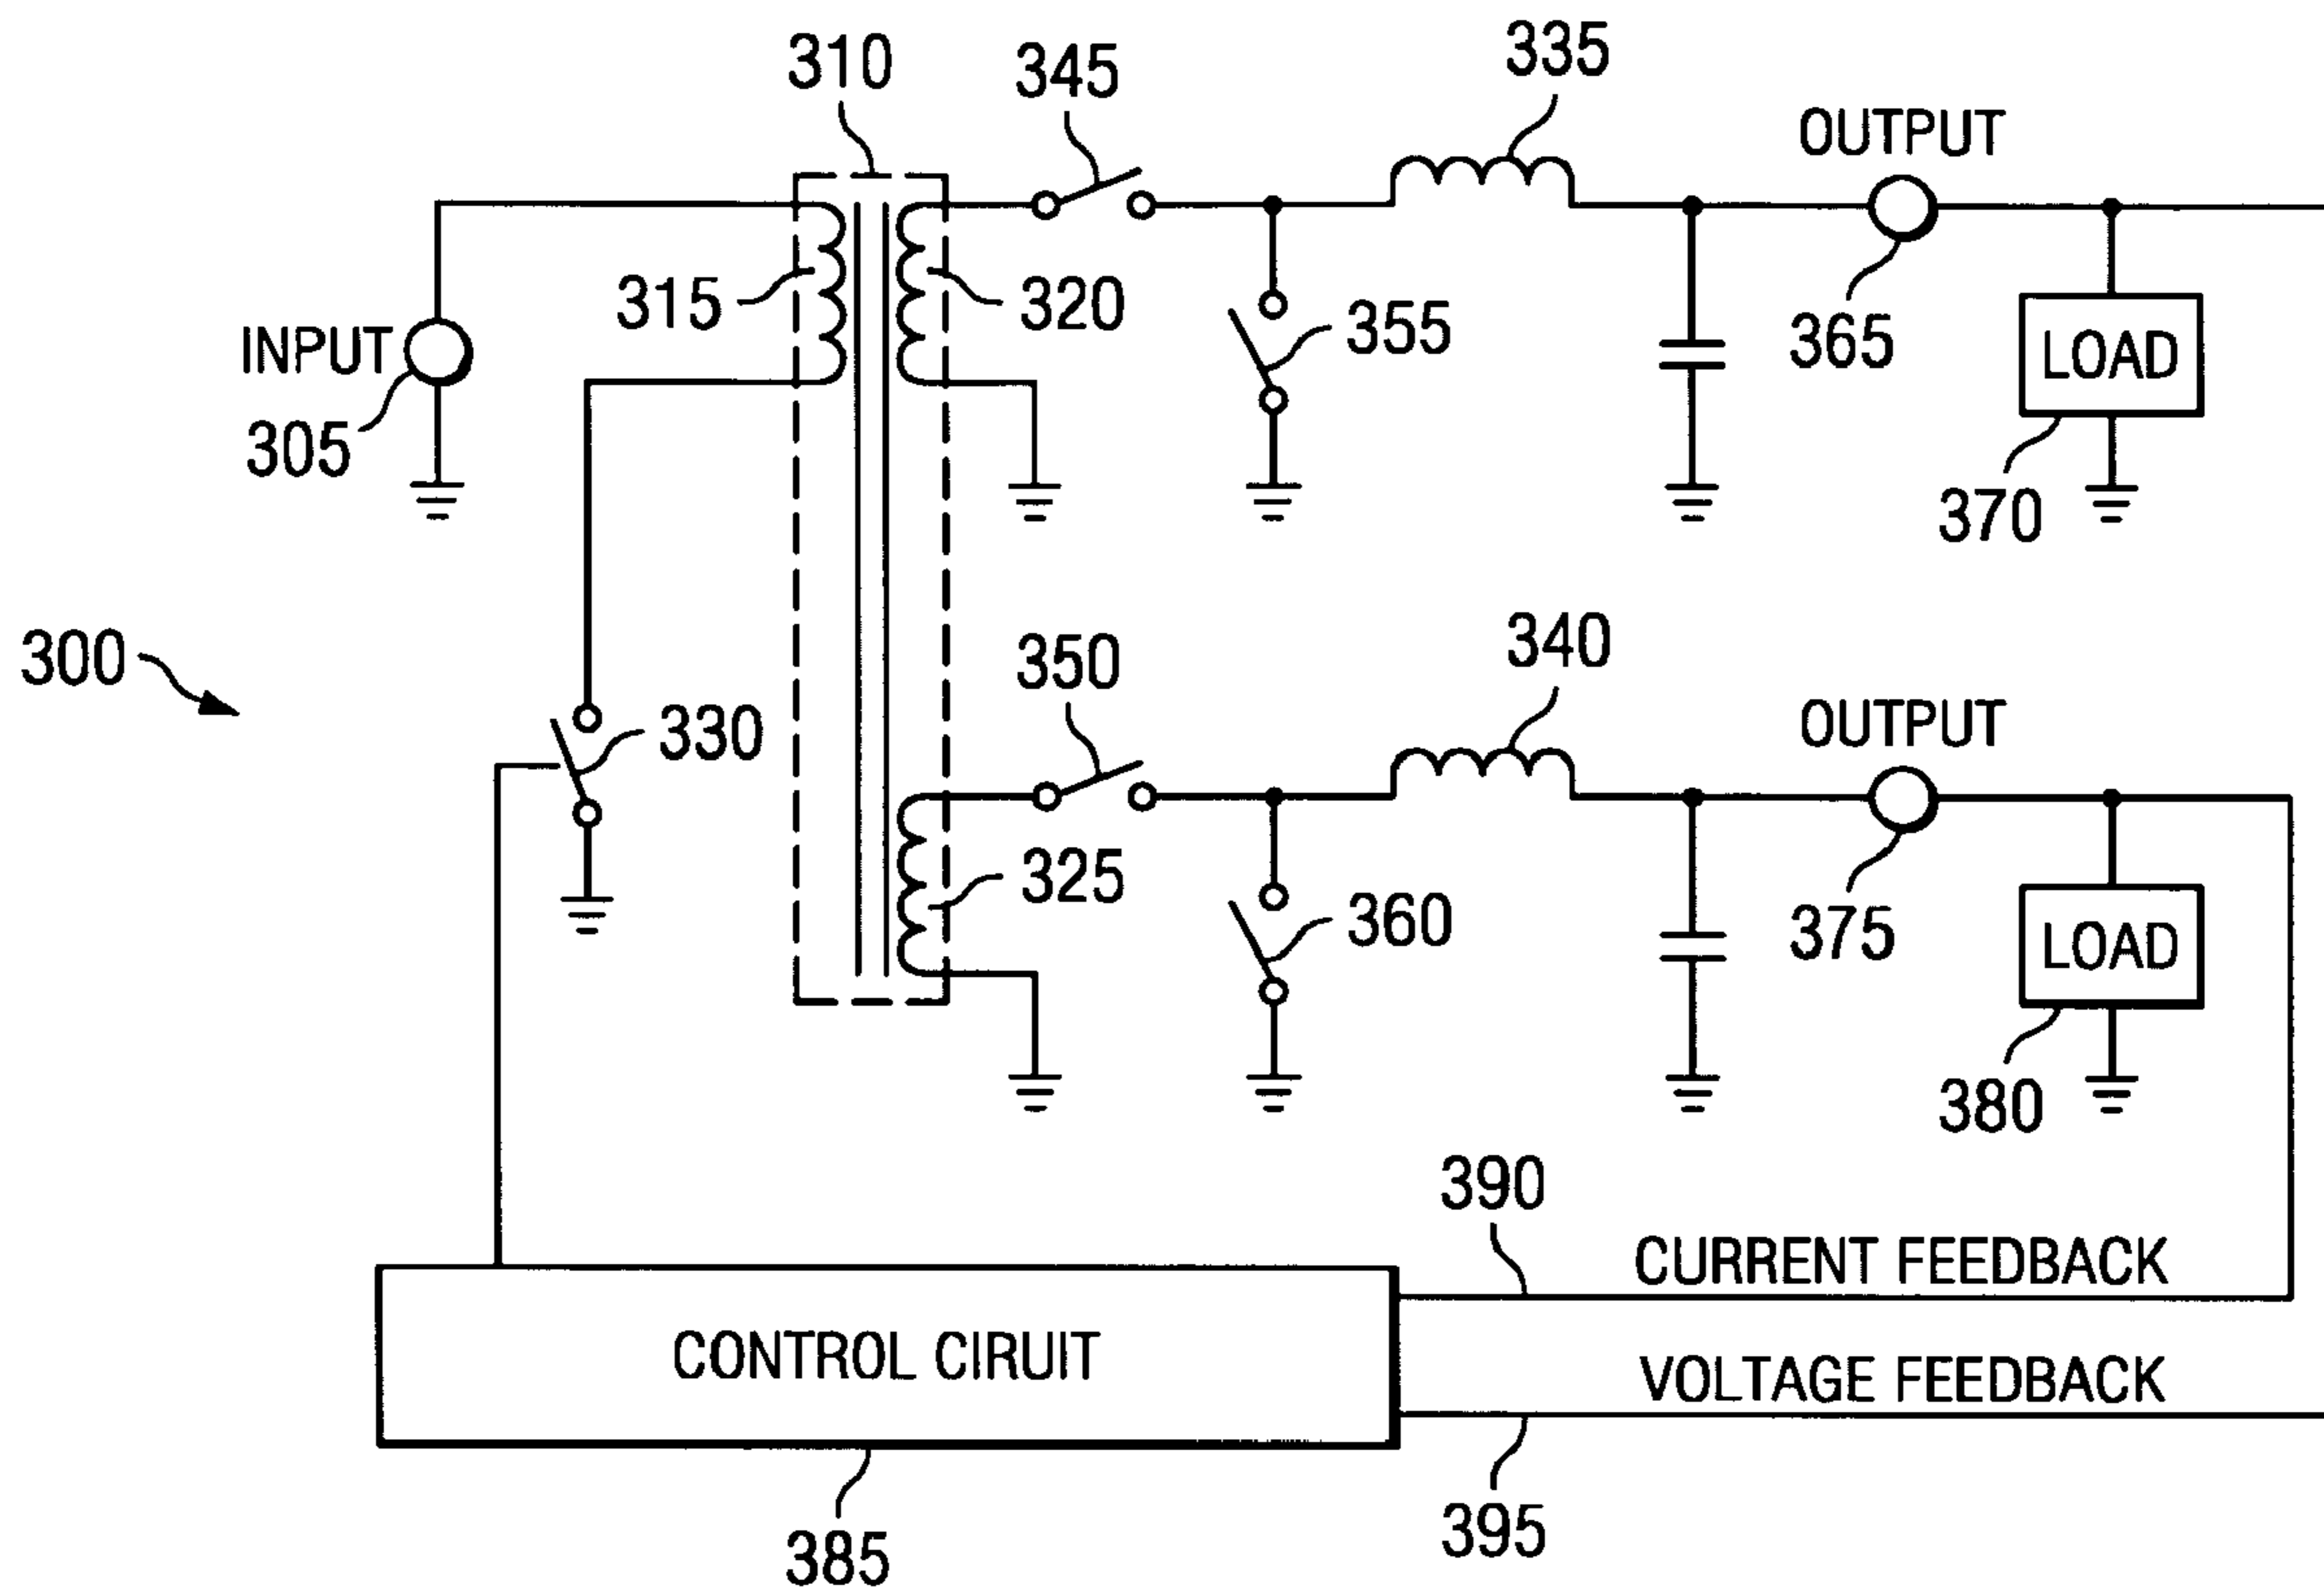 310
345
335
OUTPUT
315
320
355
INPUT
305
365
LOAD
370
300
330
350
340
OUTPUT
325
360
375
LOAD
380
390
CURRENT FEEDBACK
CONTROL CIRUIT
VOLTAGE FEEDBACK
385
395